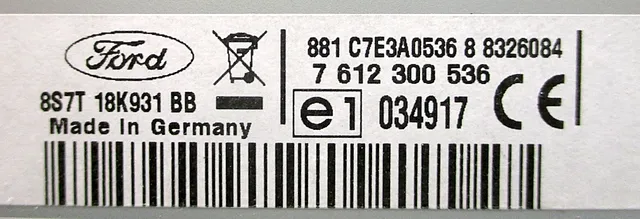 Ford
8S7T 18K931 BB
Made In Germany
881 C7E3A0536 8 8326084
7 612 300 536
e1 034917 CE